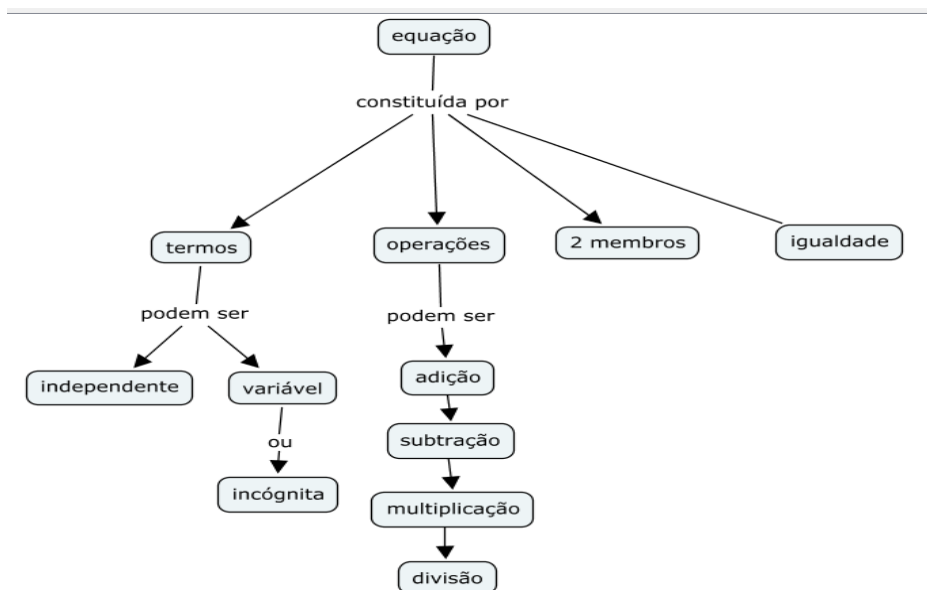 equação
constituída por
termos
operações
2 membros
igualdade
podem ser
podem ser
independente
variável
adição
ou
subtração
incógnita
multiplicação
divisão